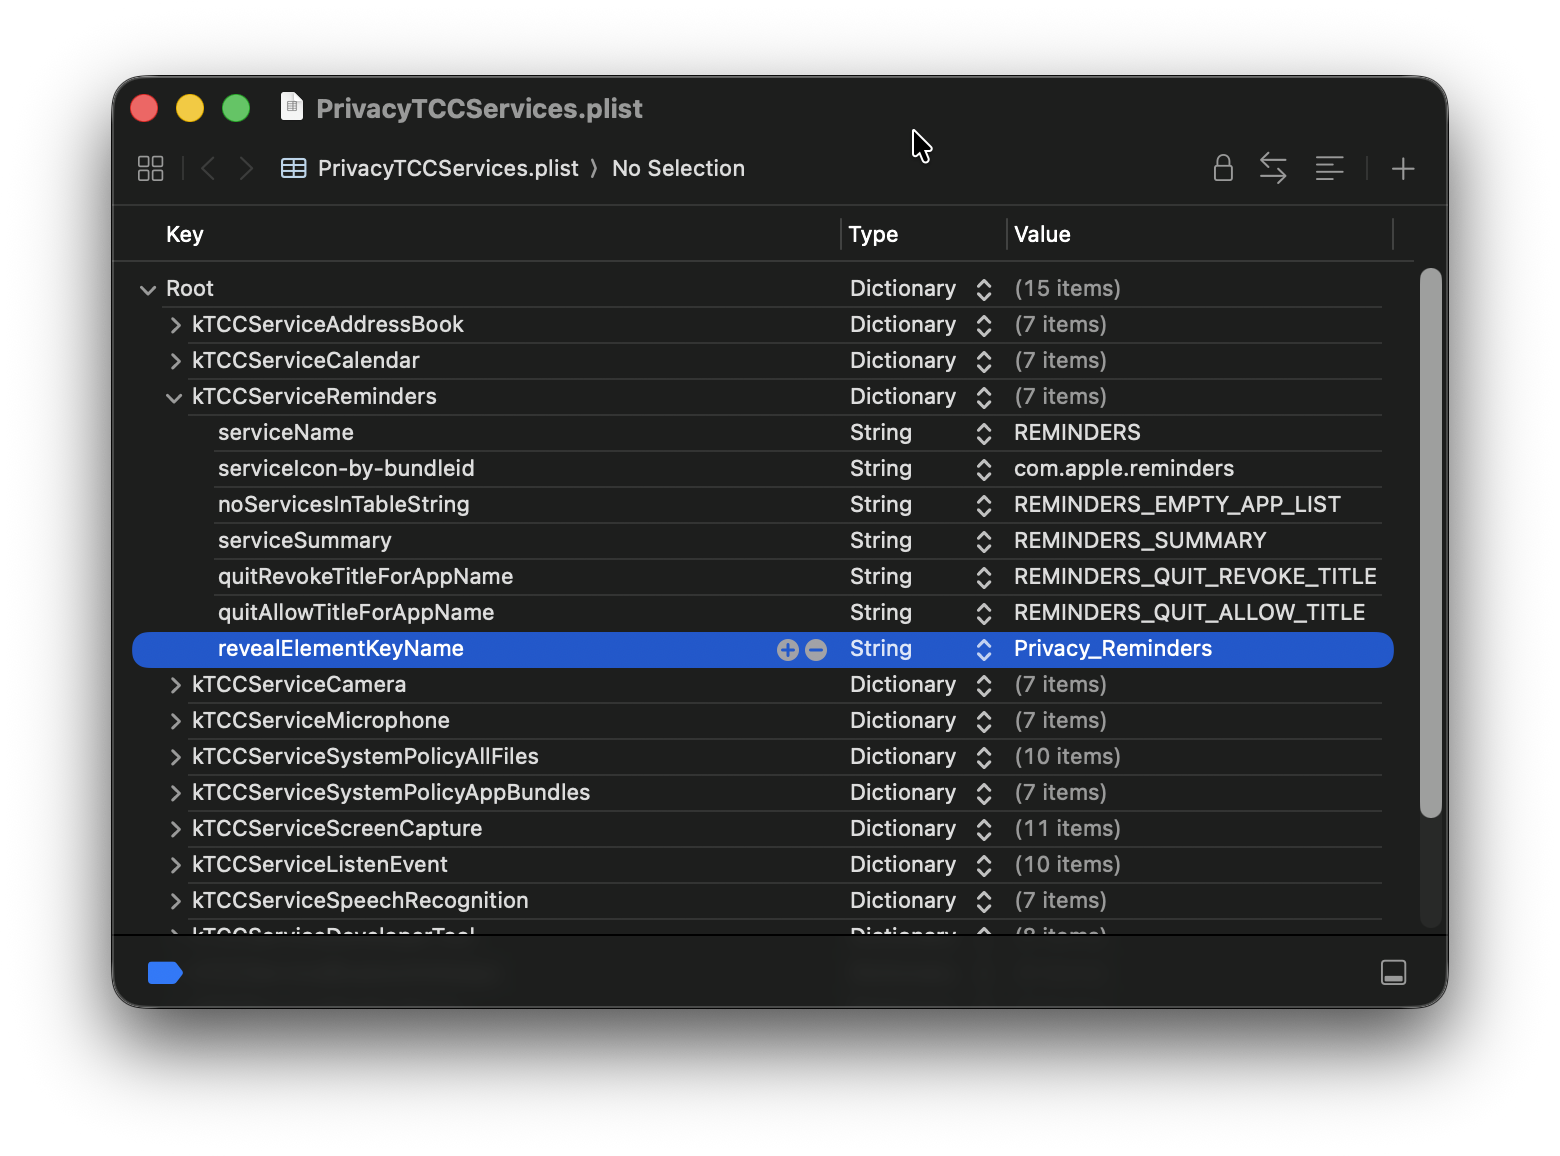 PrivacyTCCServices.plist
PrivacyTCCServices.plist 〉 No Selection
Key Type Value
Root Dictionary (15 items)
kTCCServiceAddressBook Dictionary (7 items)
kTCCServiceCalendar Dictionary (7 items)
kTCCServiceReminders Dictionary (7 items)
serviceName String REMINDERS
serviceIcon-by-bundleid String com.apple.reminders
noServicesInTableString String REMINDERS_EMPTY_APP_LIST
serviceSummary String REMINDERS_SUMMARY
quitRevokeTitleForAppName String REMINDERS_QUIT_REVOKE_TITLE
quitAllowTitleForAppName String REMINDERS_QUIT_ALLOW_TITLE
revealElementKeyName String Privacy_Reminders
kTCCServiceCamera Dictionary (7 items)
kTCCServiceMicrophone Dictionary (7 items)
kTCCServiceSystemPolicyAllFiles Dictionary (10 items)
kTCCServiceSystemPolicyAppBundles Dictionary (7 items)
kTCCServiceScreenCapture Dictionary (11 items)
kTCCServiceListenEvent Dictionary (10 items)
kTCCServiceSpeechRecognition Dictionary (7 items)
kTCCServiceDeveloperTool Dictionary (8 items)